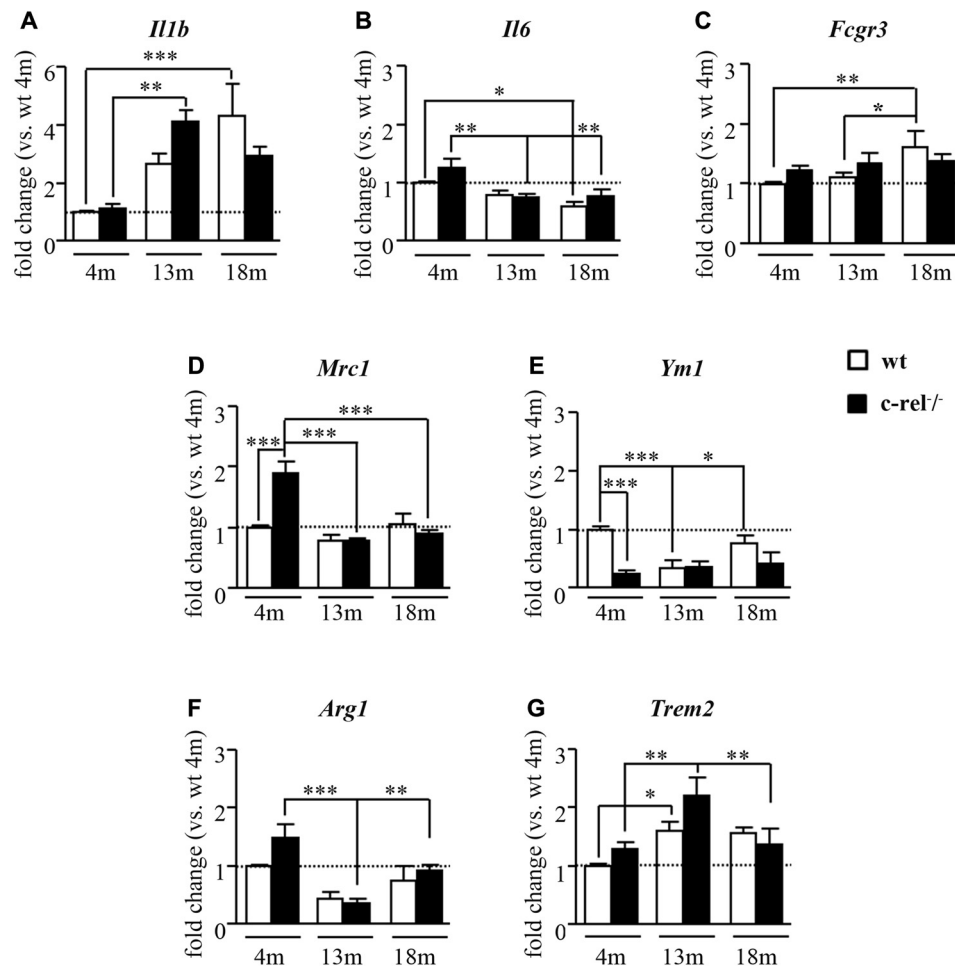 A
Il1b
fold change (vs. wt 4m)
6
4
2
0
***
**
4m 13m 18m
B
Il6
fold change (vs. wt 4m)
3
2
1
0
*
** **
4m 13m 18m
C
Fcgr3
fold change (vs. wt 4m)
3
2
1
0
**
*
4m 13m 18m
D
Mrc1
fold change (vs. wt 4m)
3
2
1
0
***
*** ***
4m 13m 18m
E
Ym1
fold change (vs. wt 4m)
3
2
1
0
*** *
***
4m 13m 18m
wt
c-rel-/-
F
Arg1
fold change (vs. wt 4m)
3
2
1
0
*** **
4m 13m 18m
G
Trem2
fold change (vs. wt 4m)
3
2
1
0
** **
*
4m 13m 18m